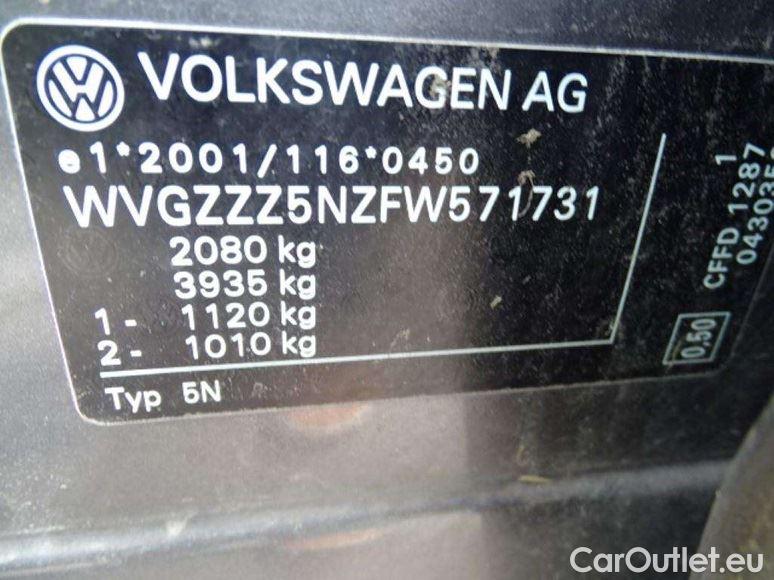 VOLKSWAGEN AG
e1*2001/116*0450
WVGZZZ5NZFW571731
2080 kg
3935 kg
1 - 1120 kg
2 - 1010 kg
Typ 5N
1
CFFD 1287
0,50
CarOutlet.eu